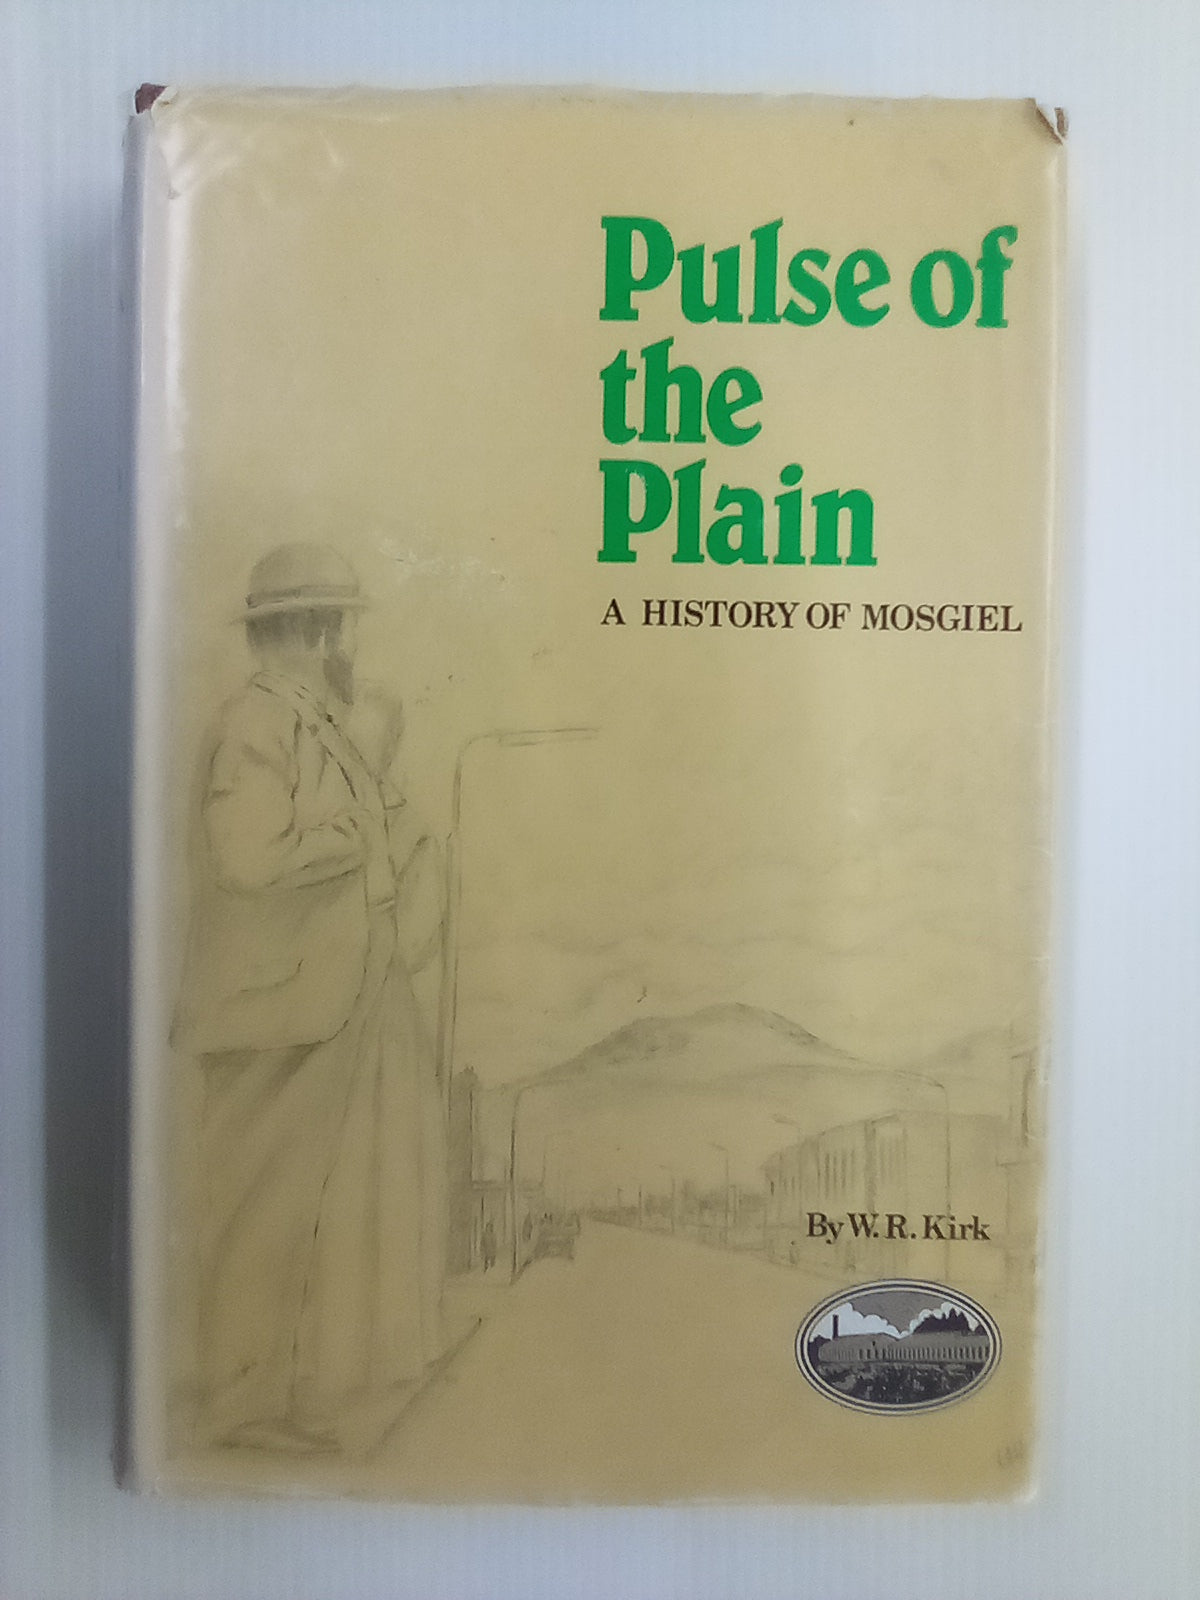 Pulse of
the
Plain
A HISTORY OF MOSGIEL
By W. R. Kirk